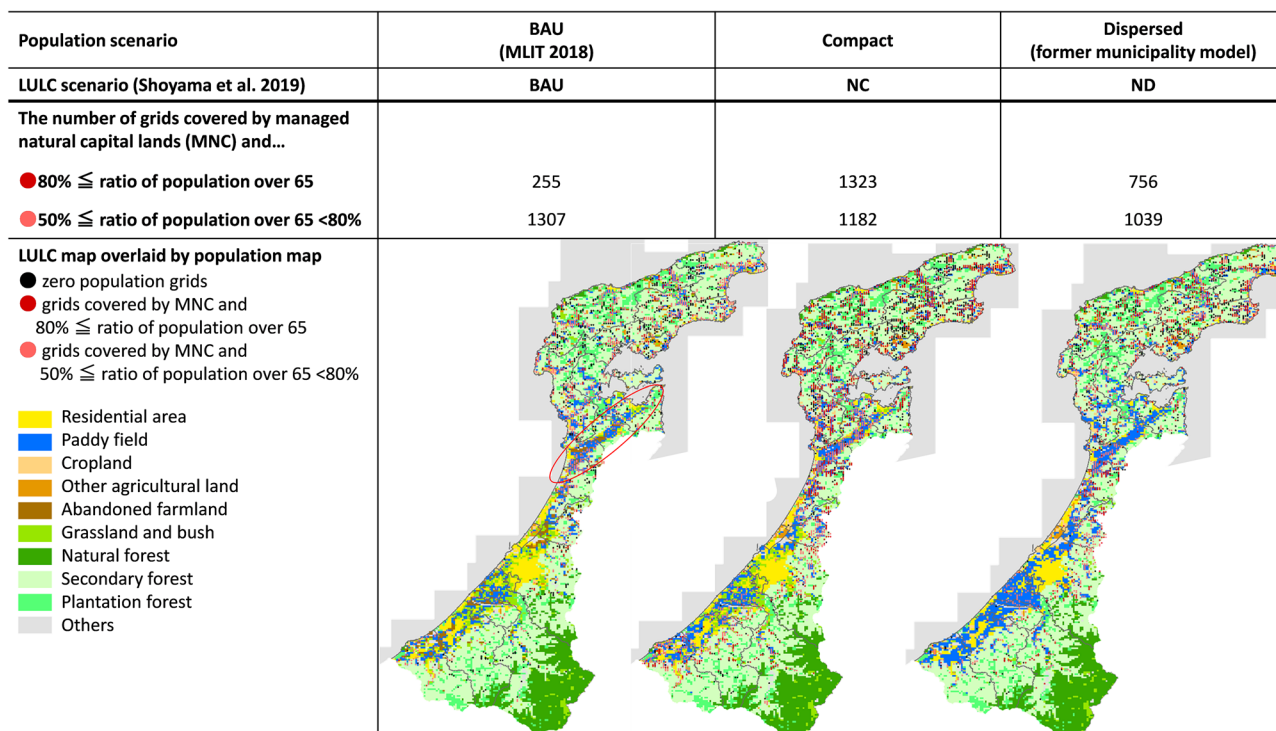 Population scenario
BAU
(MLIT 2018)
Compact
Dispersed
(former municipality model)
LULC scenario (Shoyama et al. 2019)
BAU
NC
ND
The number of grids covered by managed
natural capital lands (MNC) and...
80% ≦ ratio of population over 65
255
1323
756
50% ≦ ratio of population over 65 <80%
1307
1182
1039
LULC map overlaid by population map
zero population grids
grids covered by MNC and
80% ≦ ratio of population over 65
grids covered by MNC and
50% ≦ ratio of population over 65 <80%
Residential area
Paddy field
Cropland
Other agricultural land
Abandoned farmland
Grassland and bush
Natural forest
Secondary forest
Plantation forest
Others